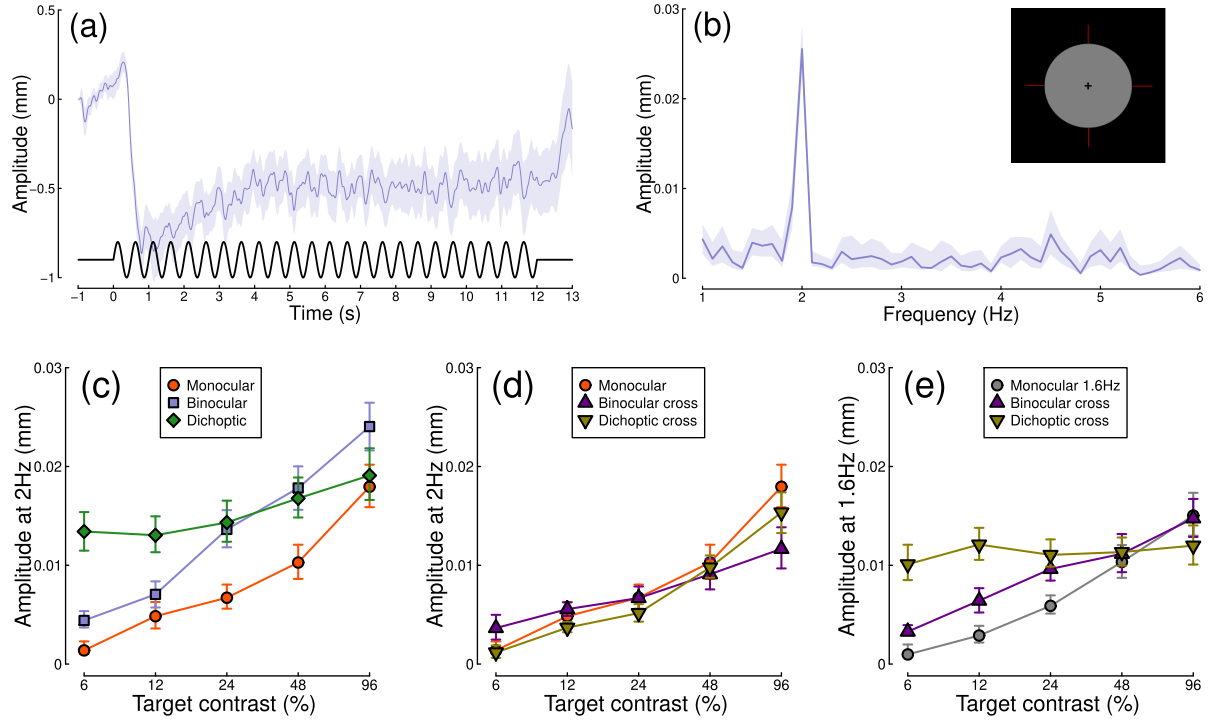 (a)
Amplitude (mm)
0.5
0
−0.5
−1
−1 0 1 2 3 4 5 6 7 8 9 10 11 12 13
Time (s)
(b)
Amplitude (mm)
0.03
0.02
0.01
0
1 2 3 4 5 6
Frequency (Hz)
(c)
Monocular
Binocular
Dichoptic
Amplitude at 2Hz (mm)
0.03
0.02
0.01
0
6 12 24 48 96
Target contrast (%)
(d)
Monocular
Binocular cross
Dichoptic cross
Amplitude at 2Hz (mm)
0.03
0.02
0.01
0
6 12 24 48 96
Target contrast (%)
(e)
Monocular 1.6Hz
Binocular cross
Dichoptic cross
Amplitude at 1.6Hz (mm)
0.03
0.02
0.01
0
6 12 24 48 96
Target contrast (%)